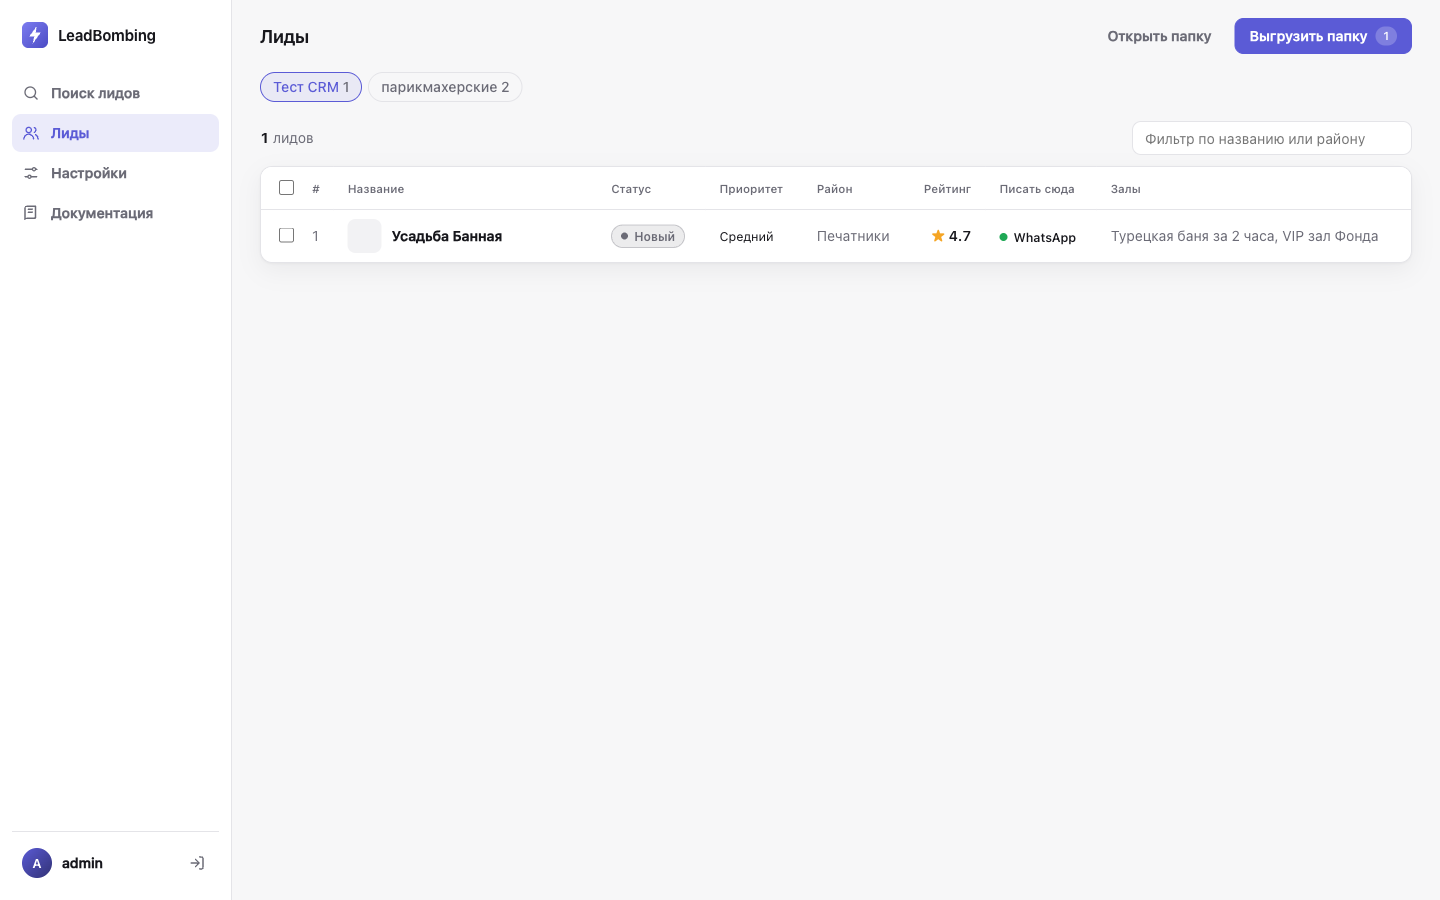 LeadBombing
Поиск лидов
Лиды
Настройки
Документация
A admin
Лиды
Открыть папку
Выгрузить папку 1
Тест CRM 1
парикмахерские 2
1 лидов
Фильтр по названию или району
# Название Статус Приоритет Район Рейтинг Писать сюда Залы
1 Усадьба Банная Новый Средний Печатники 4.7 WhatsApp Турецкая баня за 2 часа, VIP зал Фонда